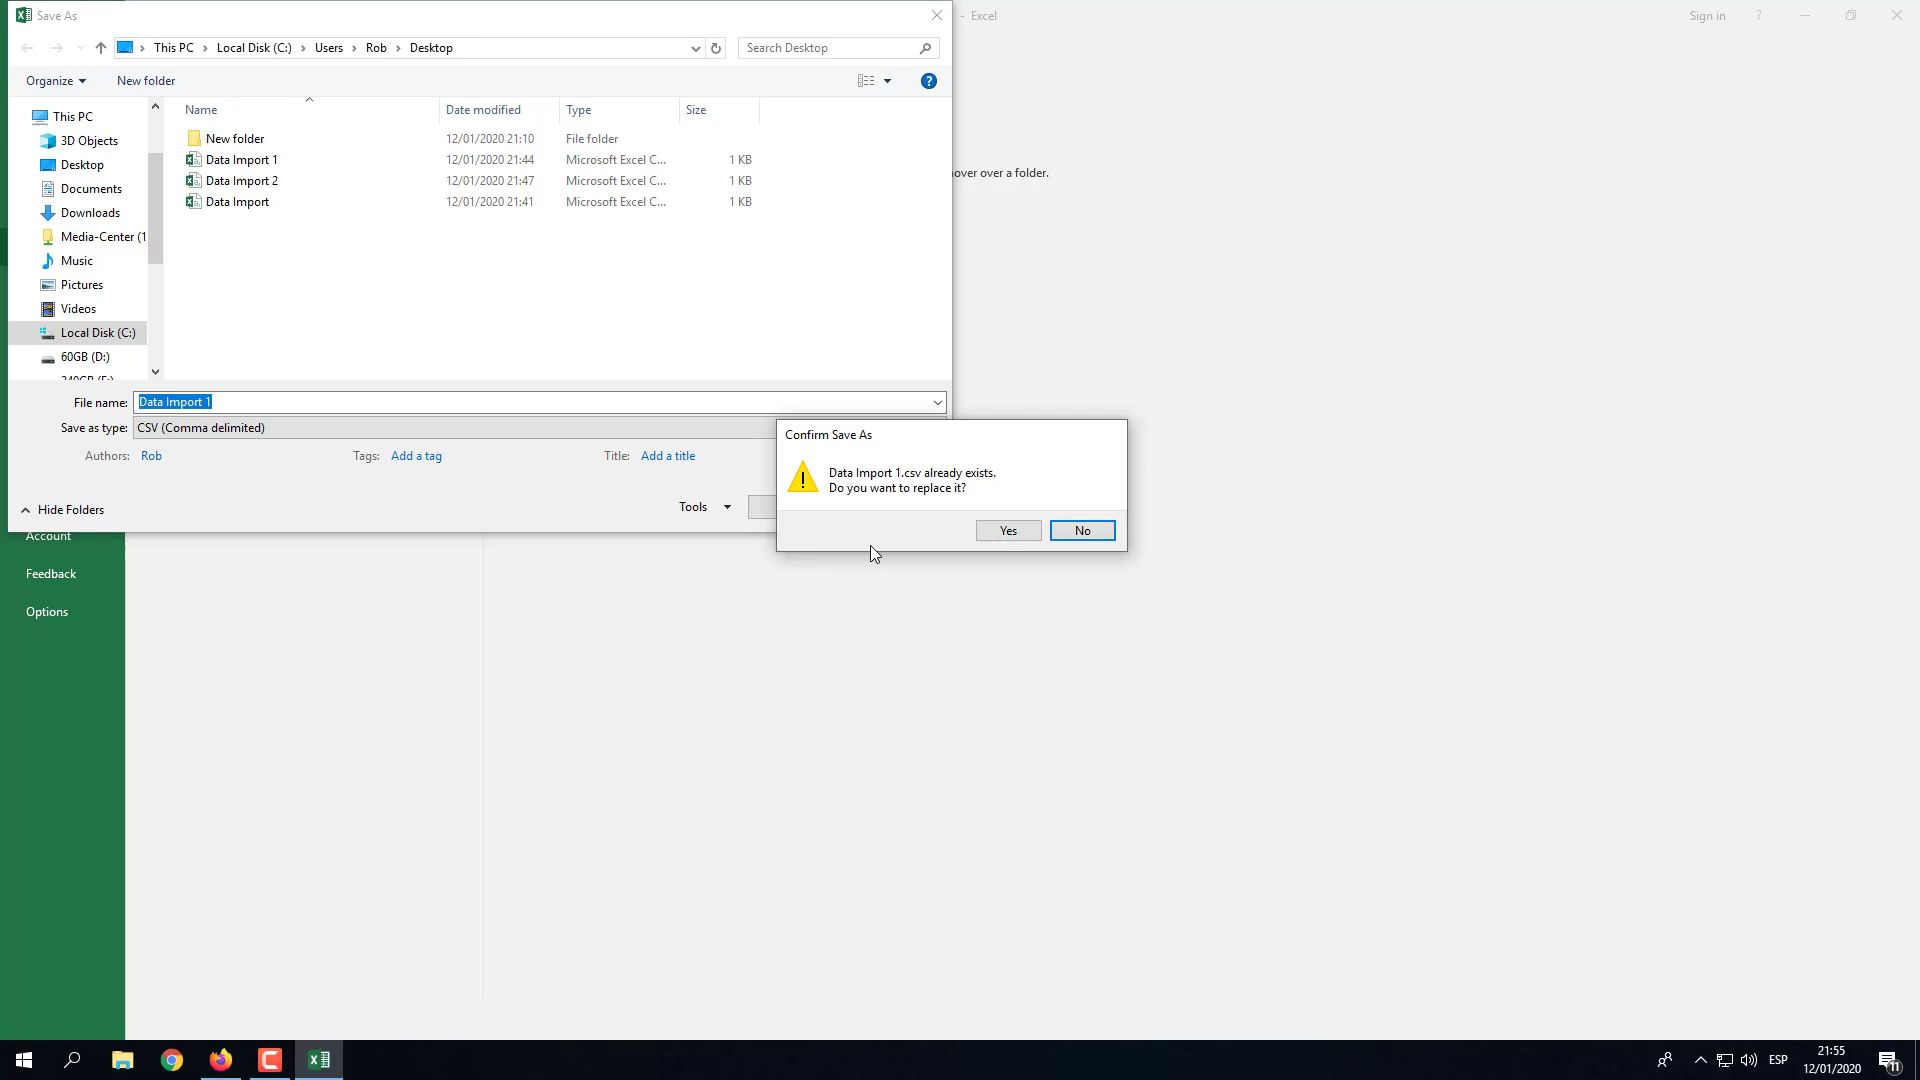 Save As
- Excel
Sign in
?
This PC
Local Disk (C:)
Users
Rob
Desktop
Search Desktop
Organize
New folder
?
Name
Date modified
Type
Size
This PC
3D Objects
Desktop
Documents
Downloads
Media-Center (1
Music
Pictures
Videos
Local Disk (C:)
60GB (D:)
New folder 12/01/2020 21:10 File folder
Data Import 1 12/01/2020 21:44 Microsoft Excel C... 1 KB
Data Import 2 12/01/2020 21:47 Microsoft Excel C... 1 KB
Data Import 12/01/2020 21:41 Microsoft Excel C... 1 KB
over over a folder.
File name: Data Import 1
Save as type: CSV (Comma delimited)
Authors: Rob
Tags: Add a tag
Title: Add a title
Tools
Hide Folders
Confirm Save As
Data Import 1.csv already exists.
Do you want to replace it?
Yes
No
Account
Feedback
Options
ESP
21:55
12/01/2020
11